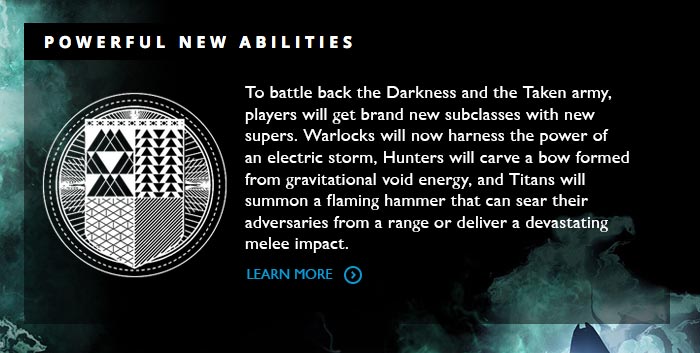 POWERFUL NEW ABILITIES
To battle back the Darkness and the Taken army,
players will get brand new subclasses with new
supers. Warlocks will now harness the power of
an electric storm, Hunters will carve a bow formed
from gravitational void energy, and Titans will
summon a flaming hammer that can sear their
adversaries from a range or deliver a devastating
melee impact.
LEARN MORE